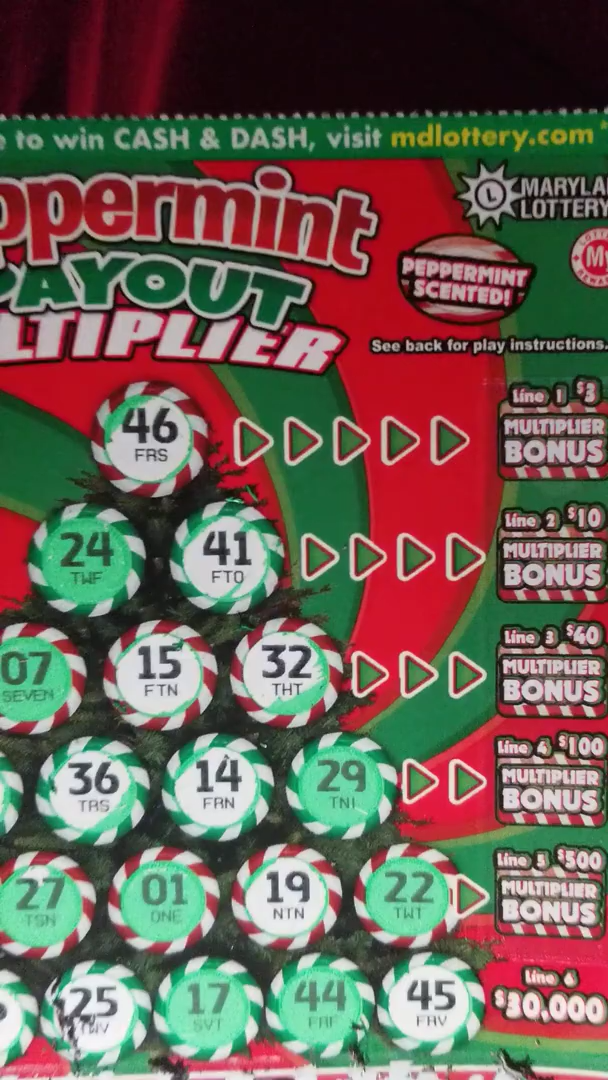 e to win CASH & DASH, visit mdlottery.com
ppermint
PAYOUT
LTIPLIER
MARYLA
LOTTERY
PEPPERMINT
SCENTED!
My
See back for play instructions.
46
FRS
Line 1 $3
MULTIPLIER
BONUS
24
TWF
41
FTO
Line 2 $10
MULTIPLIER
BONUS
07
SEVEN
15
FTN
32
THT
Line 3 $40
MULTIPLIER
BONUS
36
TRS
14
FRN
29
TNI
Line 4 $100
MULTIPLIER
BONUS
27
TSN
01
ONE
19
NTN
22
TWT
Line 5 $500
MULTIPLIER
BONUS
25
17
SVT
44
FRF
45
FRV
Line 6
$30,000